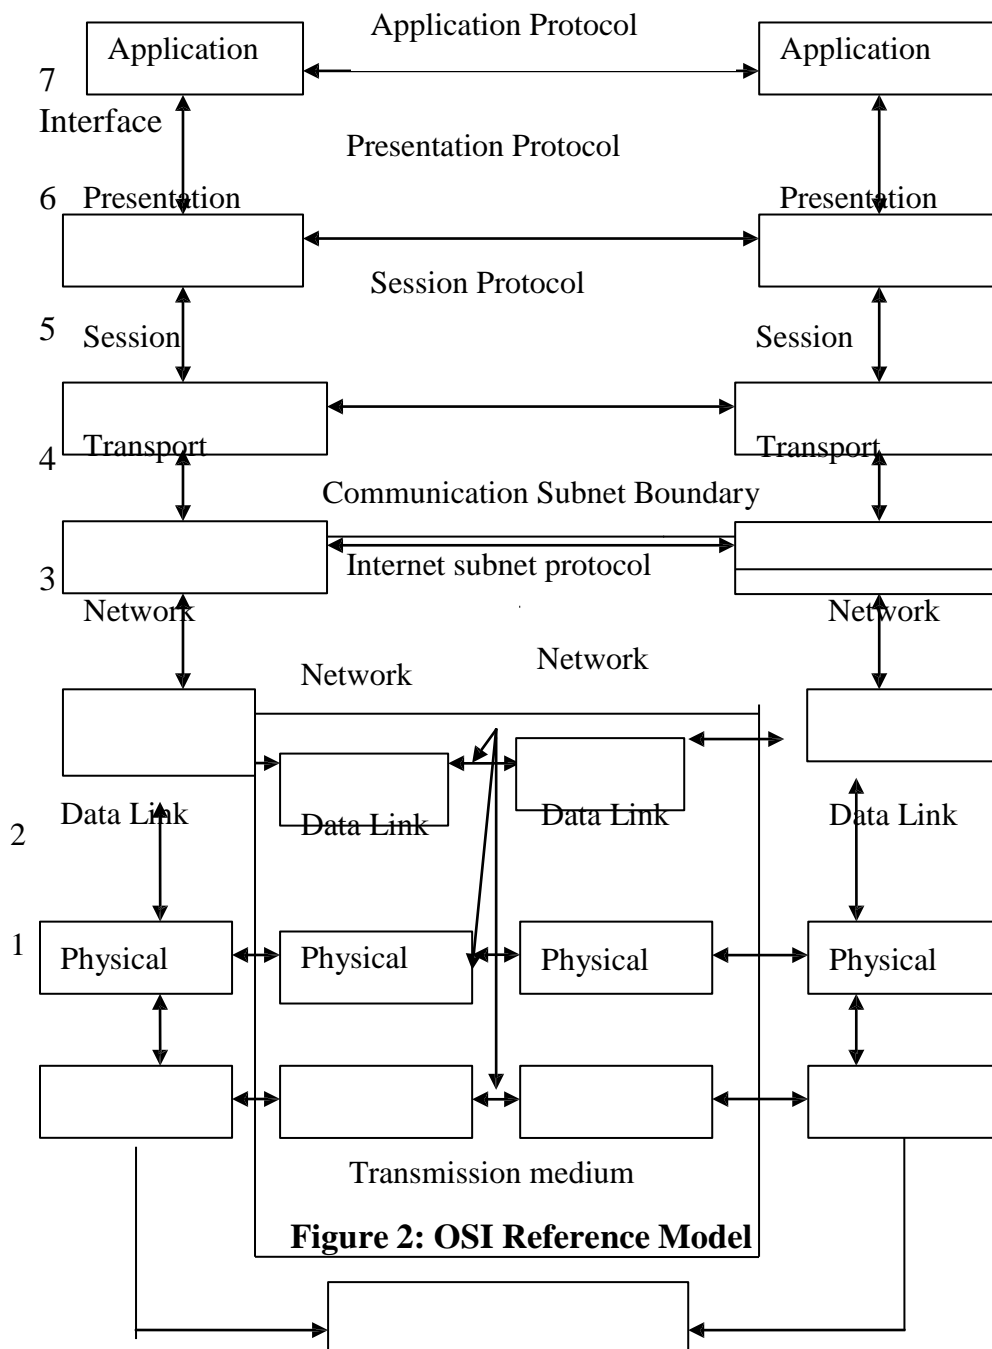 Application Protocol
Application Application
7
Interface
Presentation Protocol
6 Presentation Presentation
Session Protocol
5 Session Session
4 Transport Transport
Communication Subnet Boundary
Internet subnet protocol
3
Network Network
Network Network
Data Link Data Link Data Link Data Link
2
1 Physical Physical Physical Physical
Transmission medium
Figure 2: OSI Reference Model